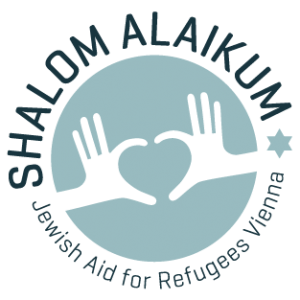 SHALOM ALAIKUM
Jewish Aid for Refugees Vienna